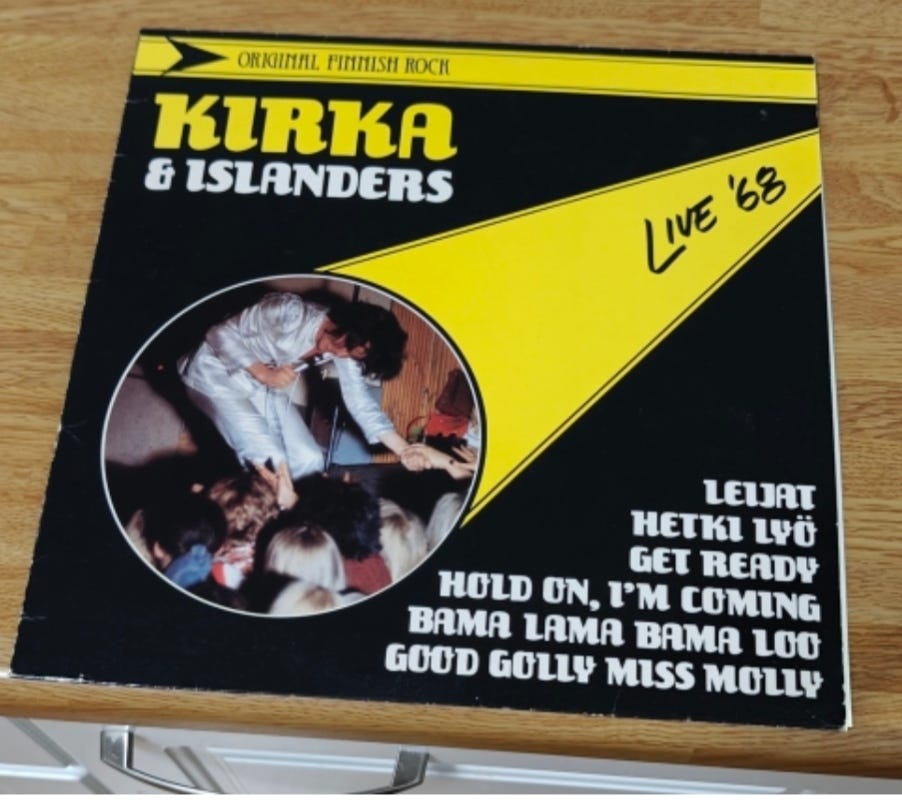 ORIGINAL FINNISH ROCK
KIRKA
& ISLANDERS
LIVE '68
LEIJAT
HETKI LYÖ
GET READY
HOLD ON, I'M COMING
BAMA LAMA BAMA LOO
GOOD GOLLY MISS MOLLY